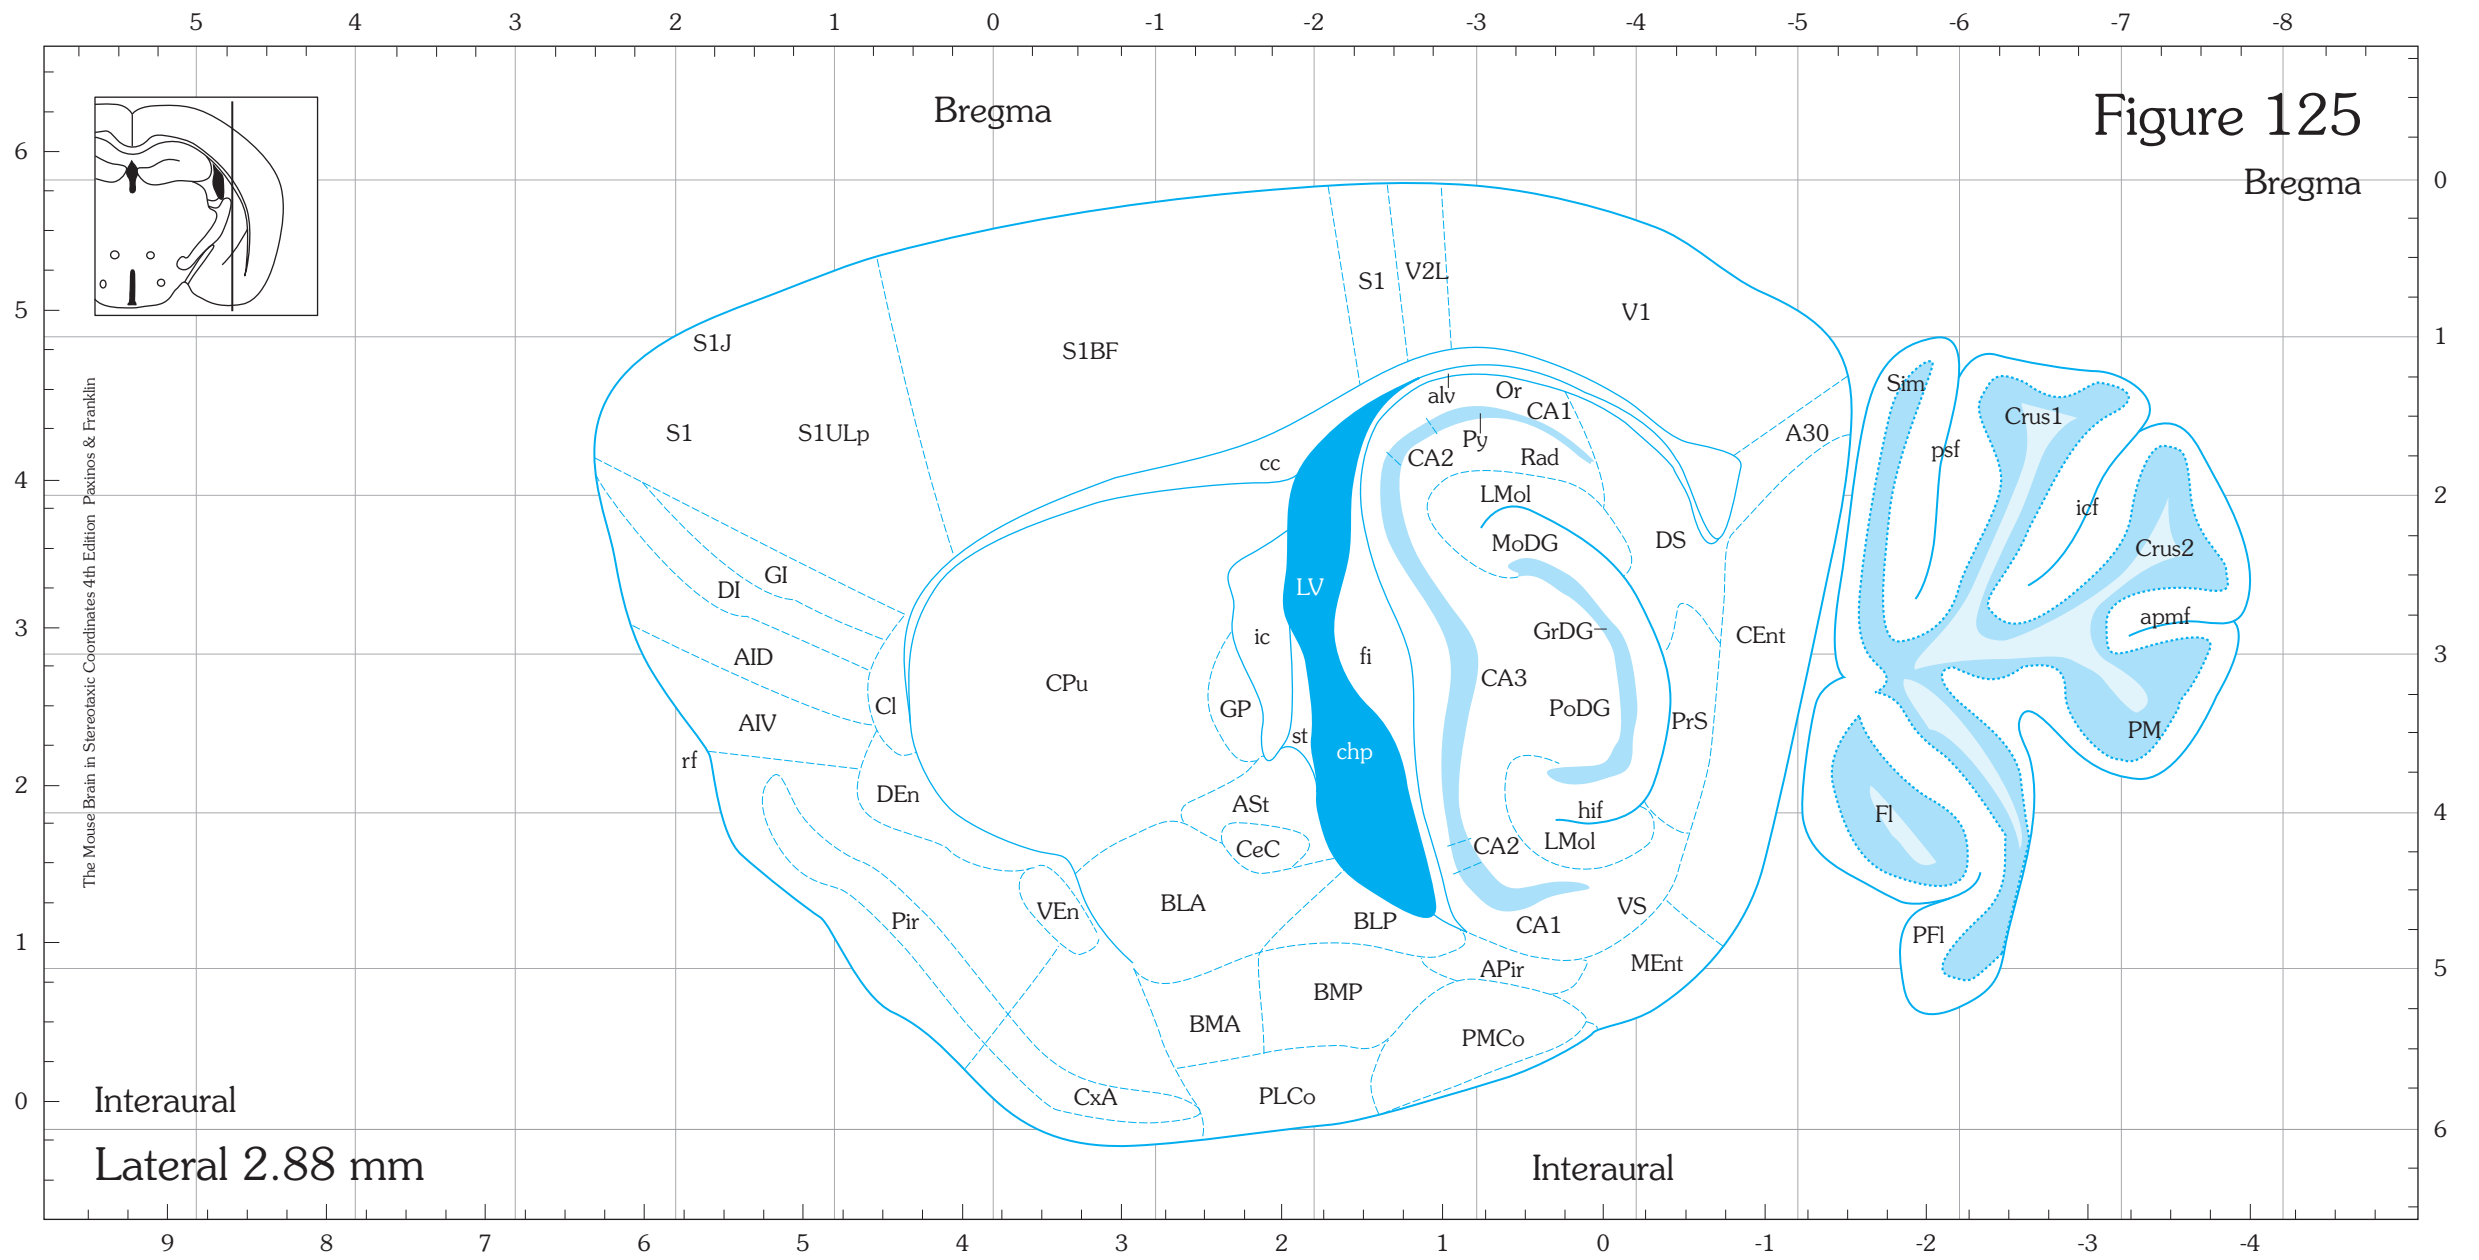 5 4 3 2 1 0 -1 -2 -3 -4 -5 -6 -7 -8
Bregma
Figure 125
Bregma
6
5
4
3
2
1
0
0
1
2
3
4
5
6
The Mouse Brain in Stereotaxic Coordinates 4th Edition Paxinos & Franklin
S1 V2L
V1
S1J
S1BF
S1
S1ULp
cc
alv
Or
CA1
Py
CA2
Rad
LMol
MoDG
DS
A30
Sim
psf
Crus1
icf
Crus2
apmf
GI
DI
LV
ic
fi
GrDG
CEnt
AID
CPu
CA3
AIV
Cl
GP
st
chp
PoDG
PrS
PM
rf
DEn
ASt
hif
Fl
CeC
CA2
LMol
Pir
VEn
BLA
BLP
CA1
VS
PFl
APir
MEnt
BMP
BMA
PMCo
CxA
PLCo
Interaural
Lateral 2.88 mm
Interaural
9 8 7 6 5 4 3 2 1 0 -1 -2 -3 -4